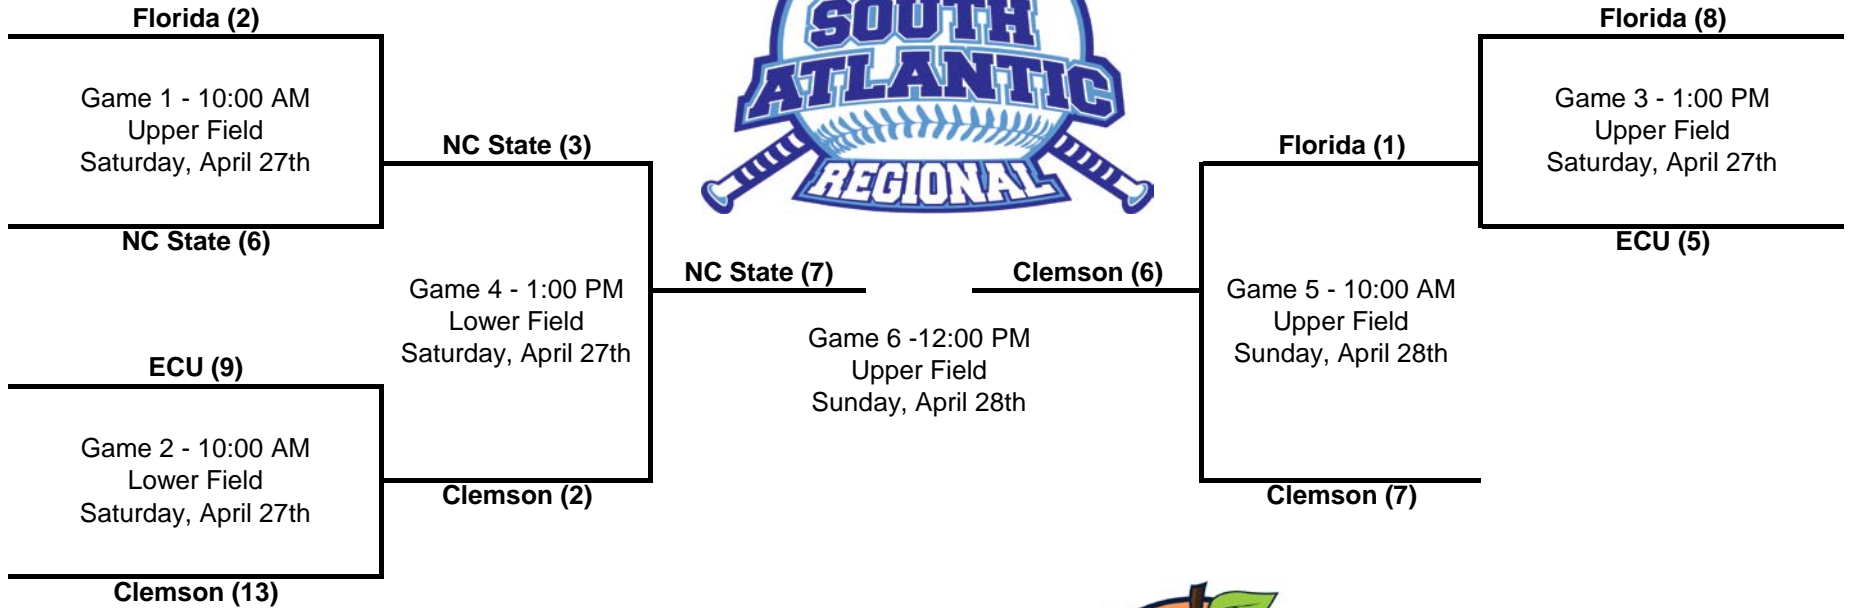 Florida (2)
Game 1 - 10:00 AM
Upper Field
Saturday, April 27th
NC State (6)
NC State (3)
Game 4 - 1:00 PM
Lower Field
Saturday, April 27th
Clemson (2)
ECU (9)
Game 2 - 10:00 AM
Lower Field
Saturday, April 27th
Clemson (13)
SOUTH
ATLANTIC
REGIONAL
NC State (7)
Clemson (6)
Game 6 -12:00 PM
Upper Field
Sunday, April 28th
Florida (1)
Game 5 - 10:00 AM
Upper Field
Sunday, April 28th
Clemson (7)
Florida (8)
Game 3 - 1:00 PM
Upper Field
Saturday, April 27th
ECU (5)